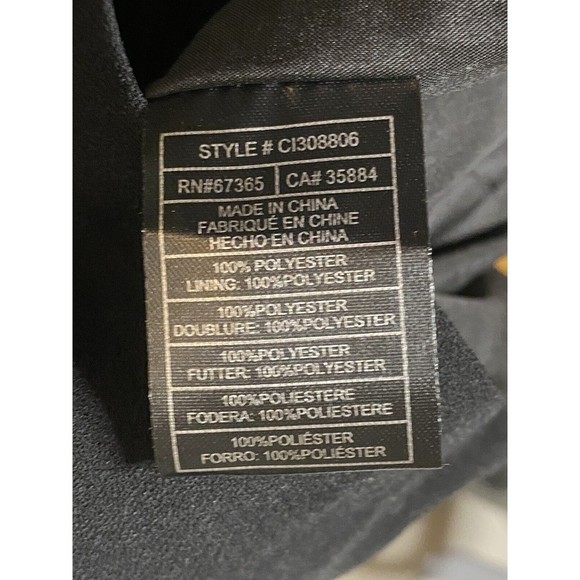 STYLE # CI308806
RN#67365 CA# 35884
MADE IN CHINA
FABRIQUÉ EN CHINE
HECHO EN CHINA
100% POLYESTER
LINING: 100%POLYESTER
100%POLYESTER
DOUBLURE: 100%POLYESTER
100%POLYESTER
FUTTER: 100%POLYESTER
100%POLIESTERE
FODERA: 100%POLIESTERE
100%POLIÉSTER
FORRO: 100%POLIÉSTER